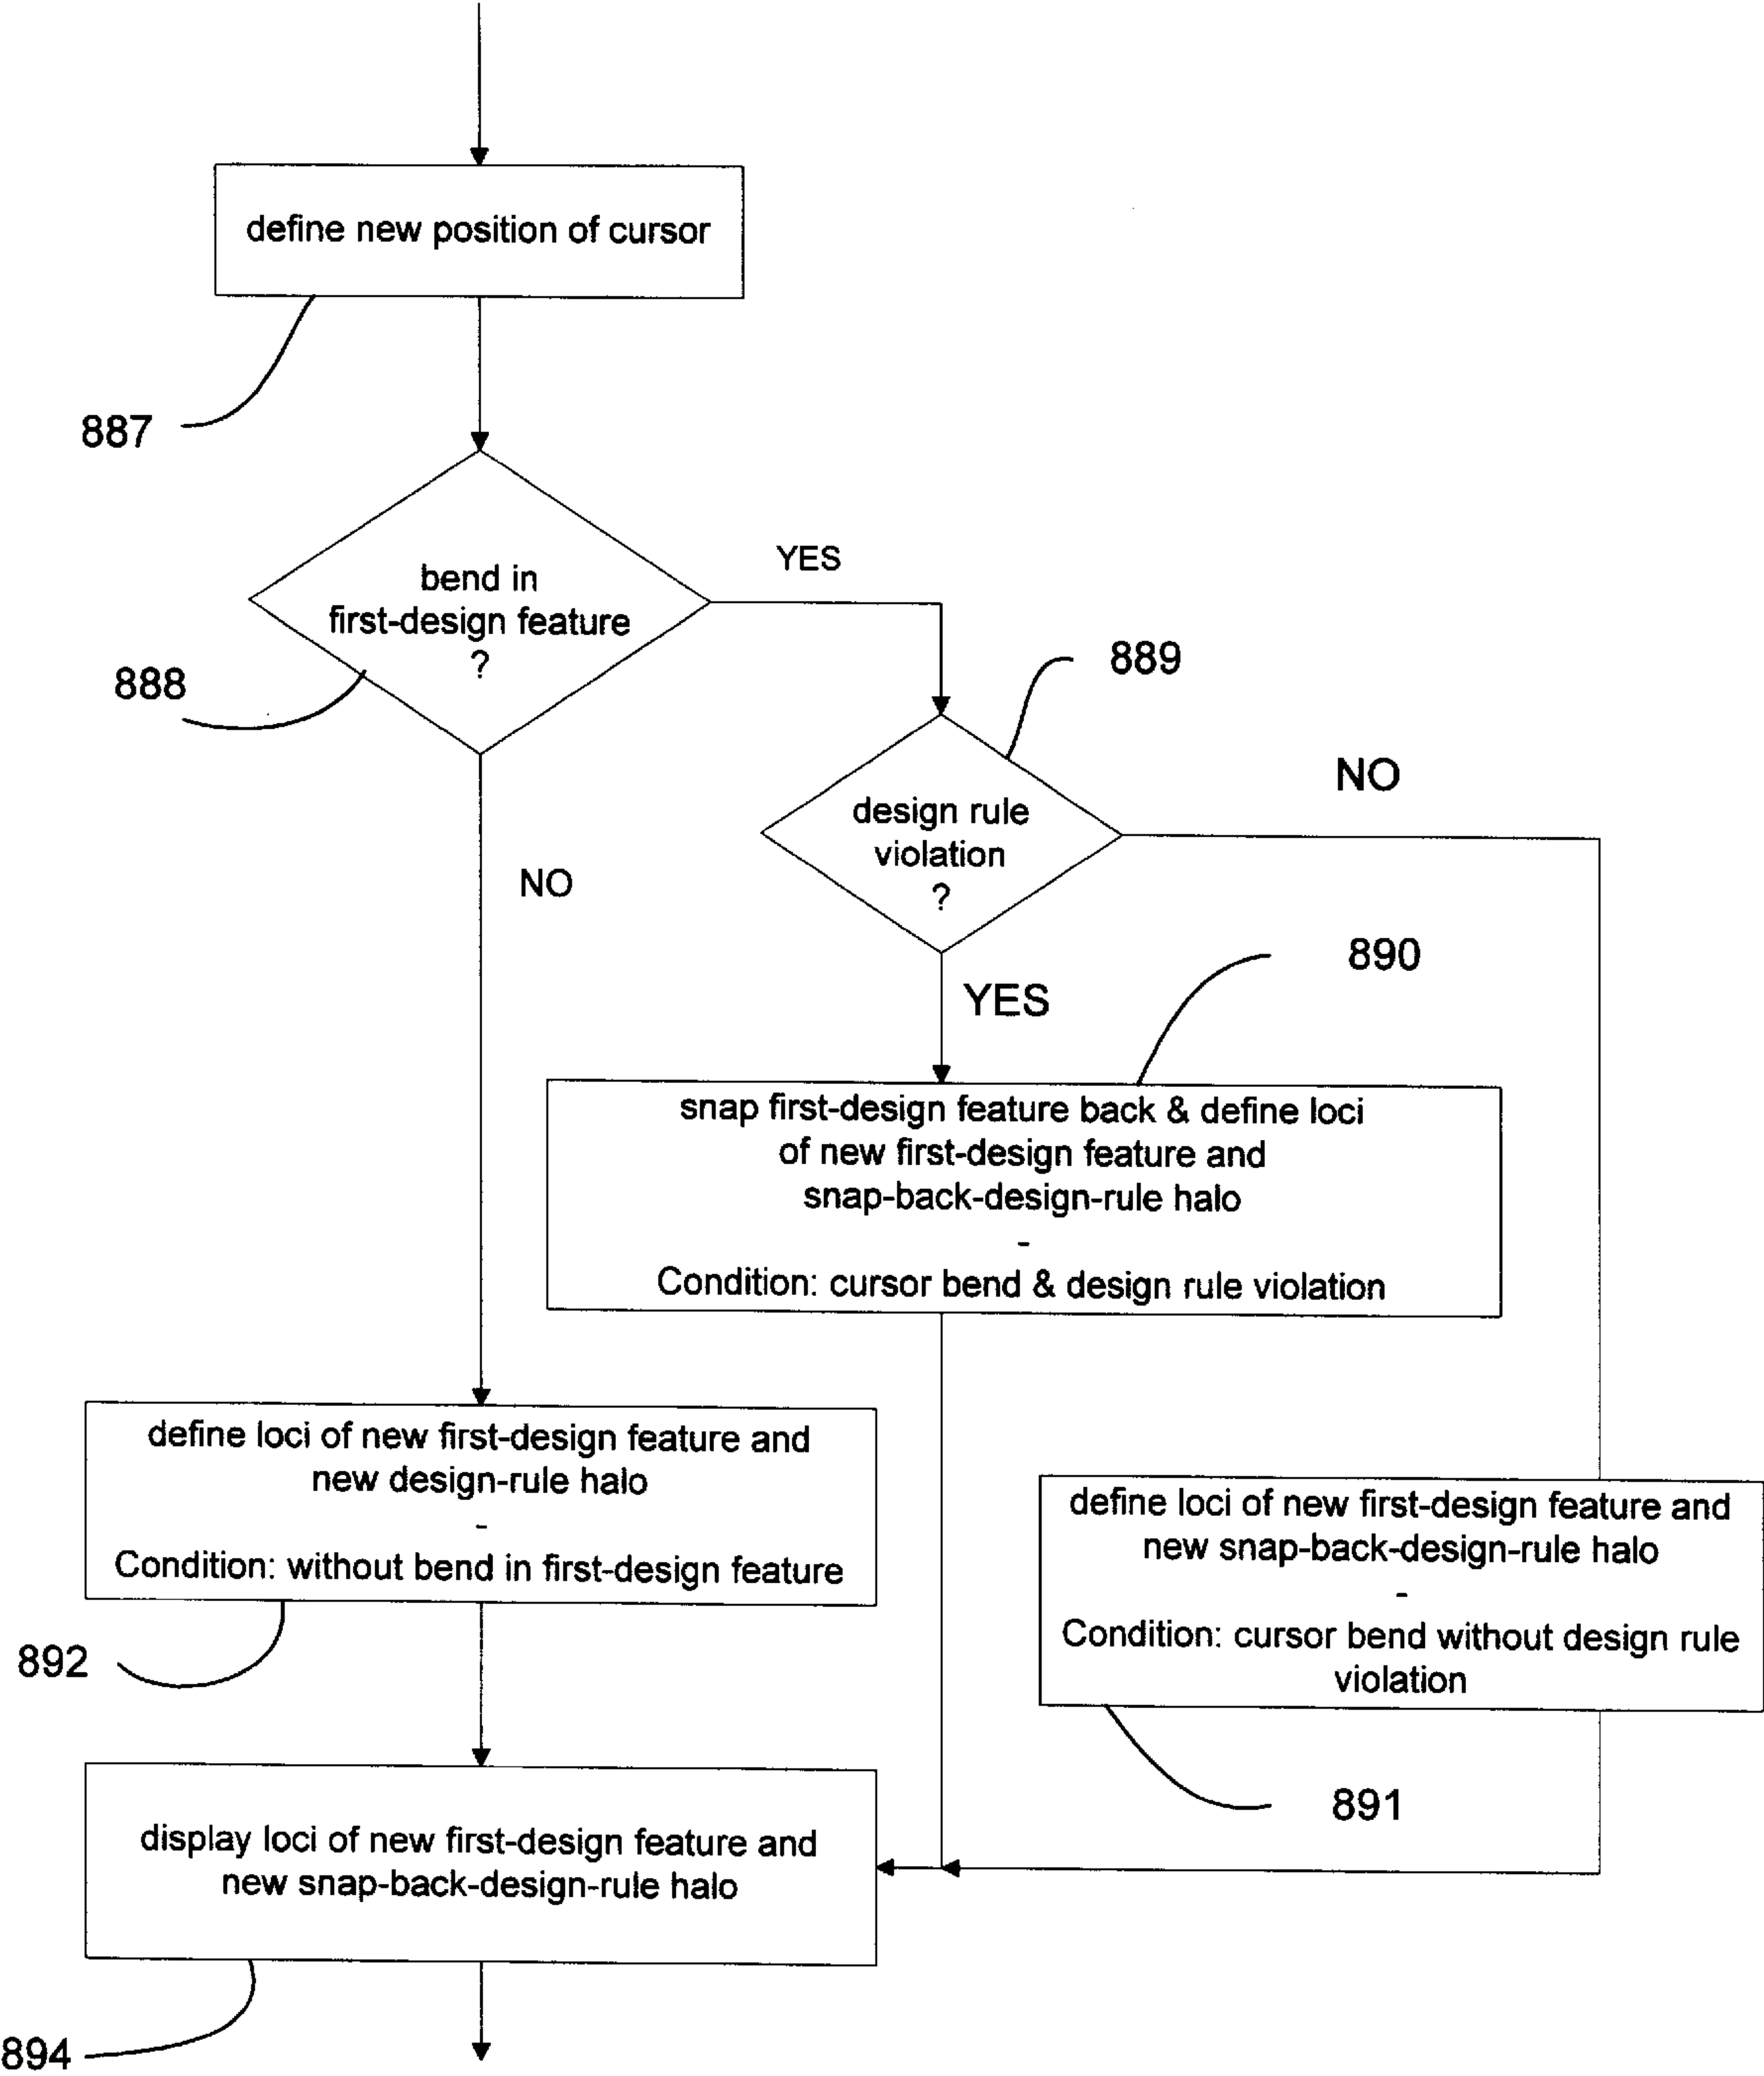 define new position of cursor
887
bend in
first-design feature
?
YES
888
889
design rule
violation
?
NO
NO
890
YES
snap first-design feature back & define loci
of new first-design feature and
snap-back-design-rule halo
-
Condition: cursor bend & design rule violation
define loci of new first-design feature and
new design-rule halo
-
Condition: without bend in first-design feature
892
define loci of new first-design feature and
new snap-back-design-rule halo
-
Condition: cursor bend without design rule
violation
891
display loci of new first-design feature and
new snap-back-design-rule halo
894